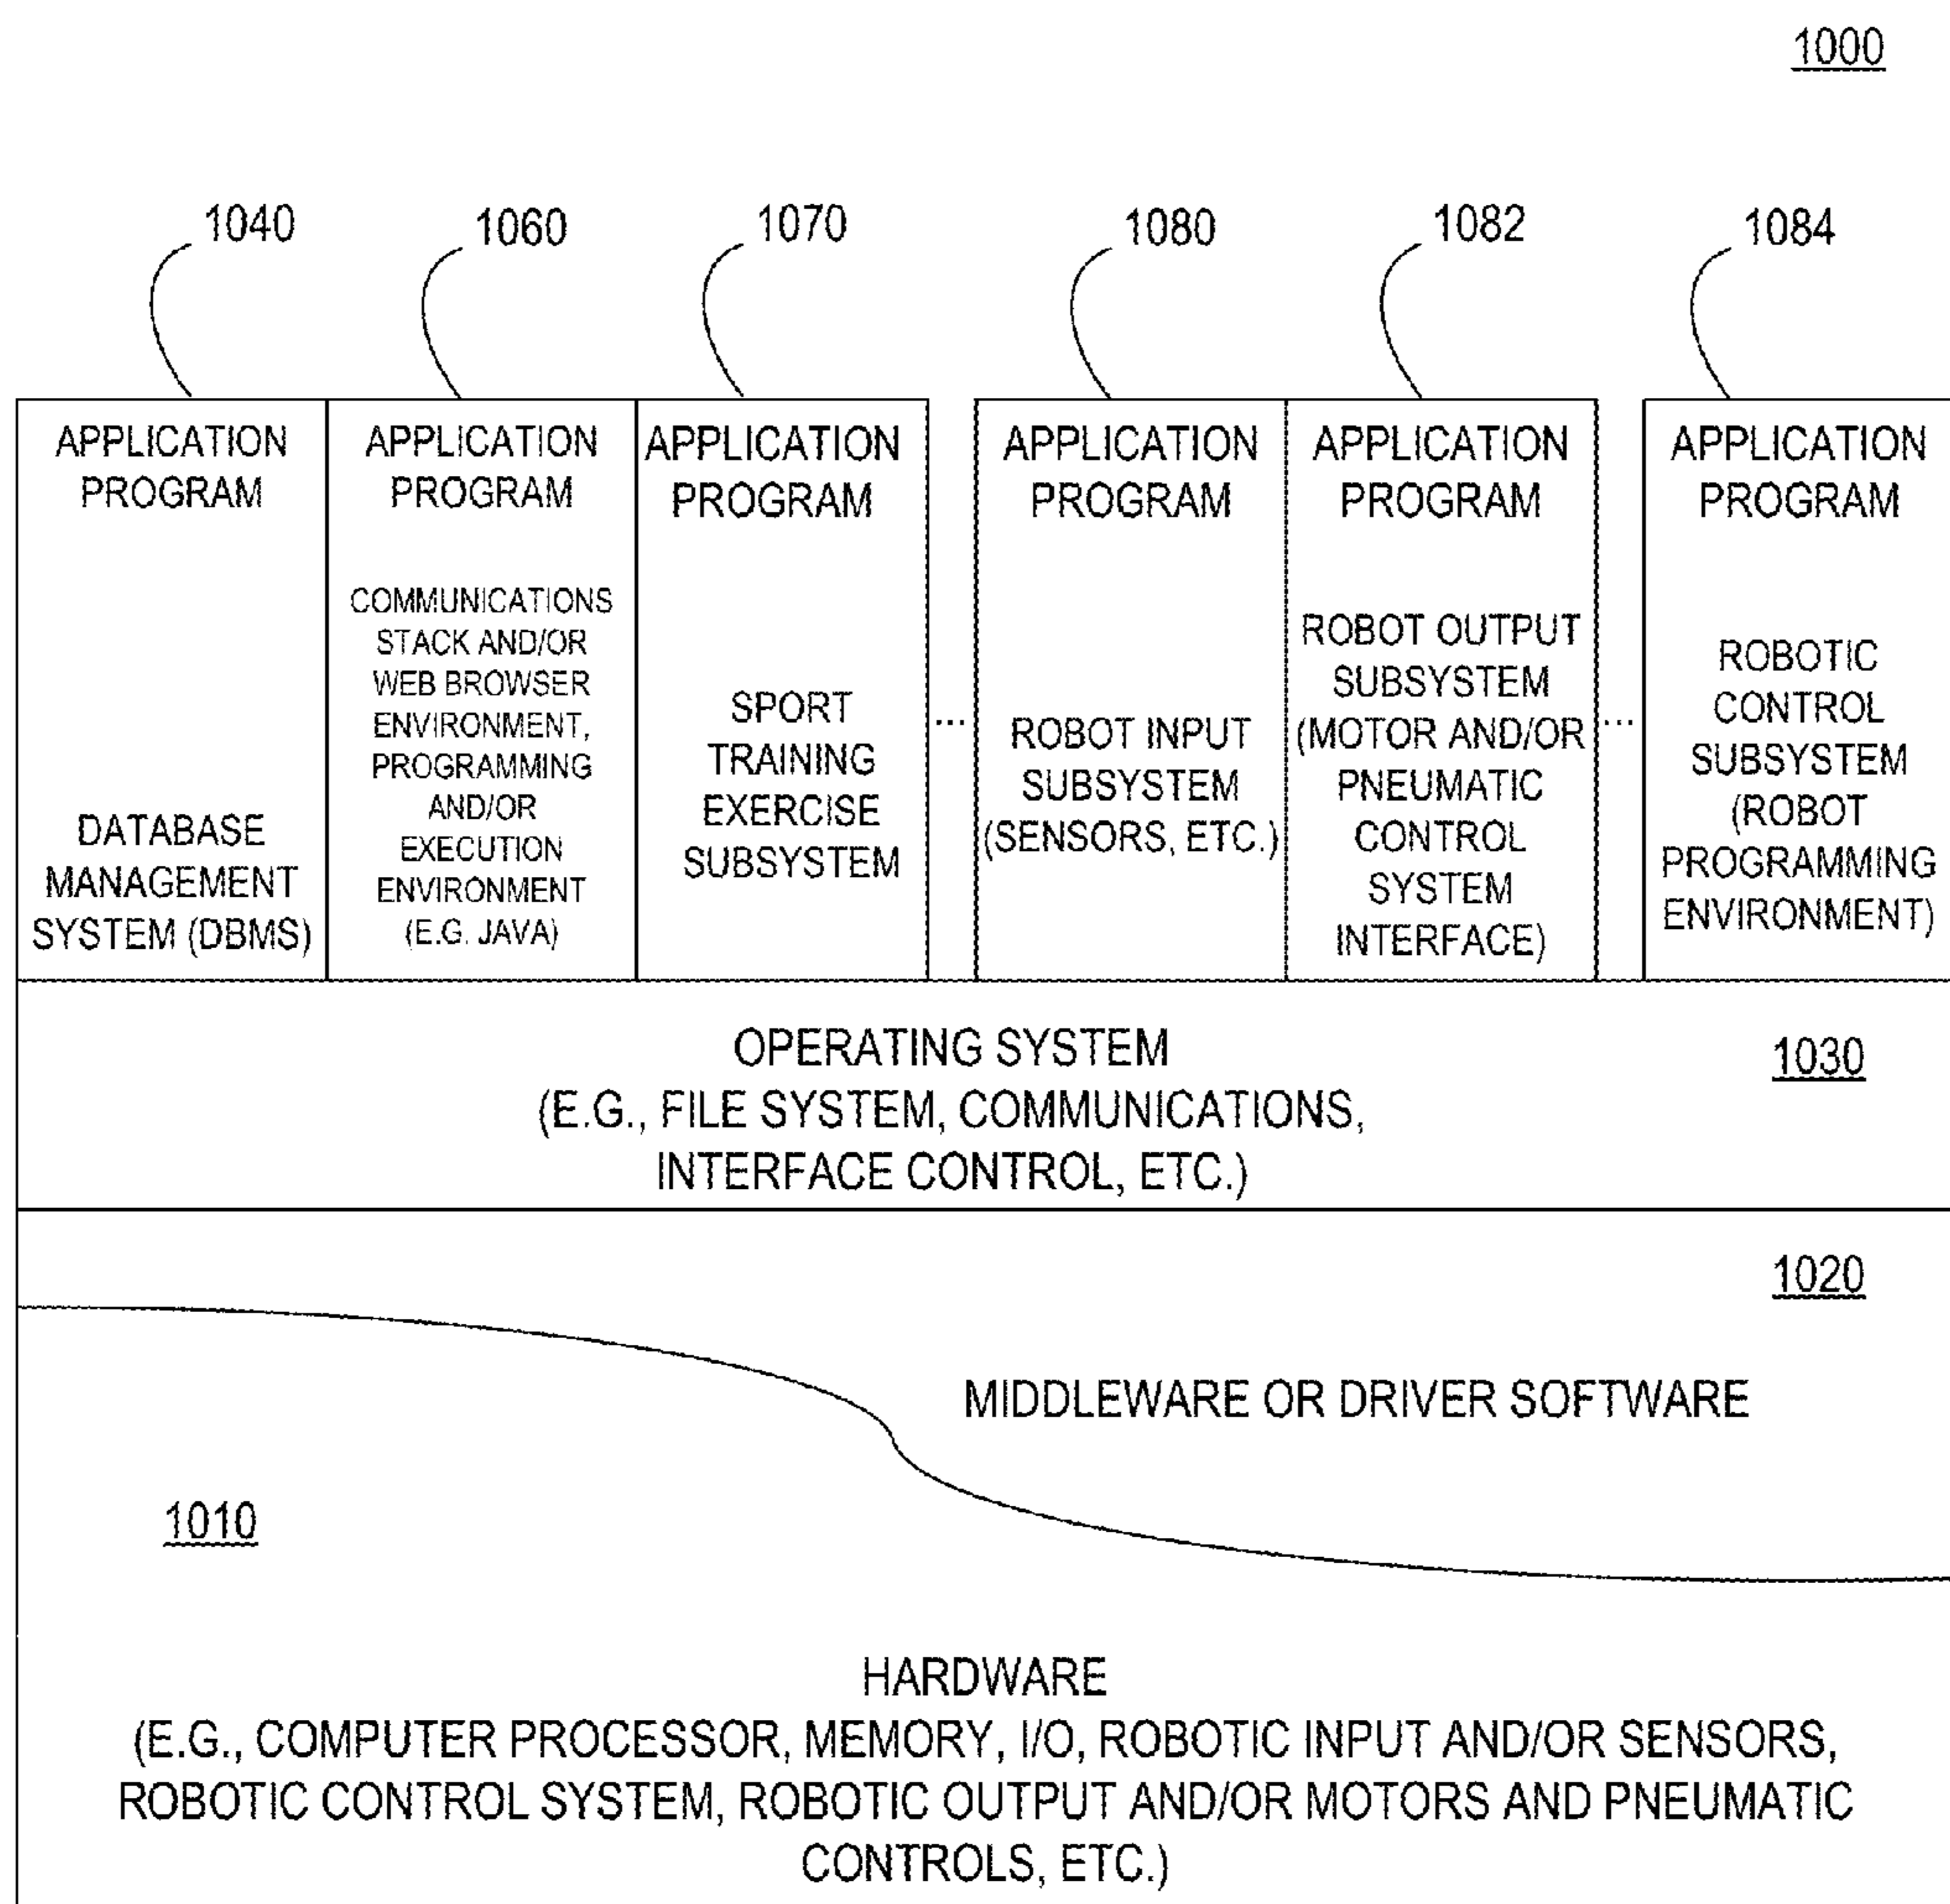 1000
1040
1060
1070
1080
1082
1084
APPLICATION
PROGRAM
DATABASE
MANAGEMENT
SYSTEM (DBMS)
APPLICATION
PROGRAM
COMMUNICATIONS
STACK AND/OR
WEB BROWSER
ENVIRONMENT,
PROGRAMMING
AND/OR
EXECUTION
ENVIRONMENT
(E.G. JAVA)
APPLICATION
PROGRAM
SPORT
TRAINING
EXERCISE
SUBSYSTEM
...
APPLICATION
PROGRAM
ROBOT INPUT
SUBSYSTEM
(SENSORS, ETC.)
APPLICATION
PROGRAM
ROBOT OUTPUT
SUBSYSTEM
(MOTOR AND/OR
PNEUMATIC
CONTROL
SYSTEM
INTERFACE)
...
APPLICATION
PROGRAM
ROBOTIC
CONTROL
SUBSYSTEM
(ROBOT
PROGRAMMING
ENVIRONMENT)
OPERATING SYSTEM
(E.G., FILE SYSTEM, COMMUNICATIONS,
INTERFACE CONTROL, ETC.)
1030
1020
MIDDLEWARE OR DRIVER SOFTWARE
1010
HARDWARE
(E.G., COMPUTER PROCESSOR, MEMORY, I/O, ROBOTIC INPUT AND/OR SENSORS,
ROBOTIC CONTROL SYSTEM, ROBOTIC OUTPUT AND/OR MOTORS AND PNEUMATIC
CONTROLS, ETC.)